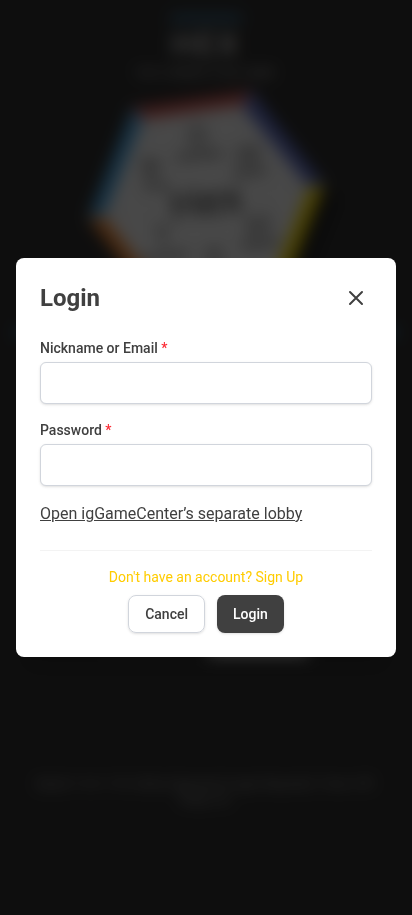 Login
Nickname or Email *
Password *
Open igGameCenter's separate lobby
Don't have an account? Sign Up
Cancel
Login